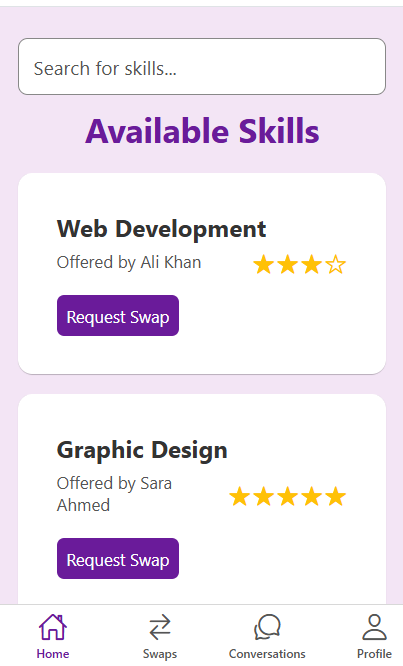 Search for skills...
Available Skills
Web Development
Offered by Ali Khan
Request Swap
Graphic Design
Offered by Sara
Ahmed
Request Swap
Home Swaps Conversations Profile